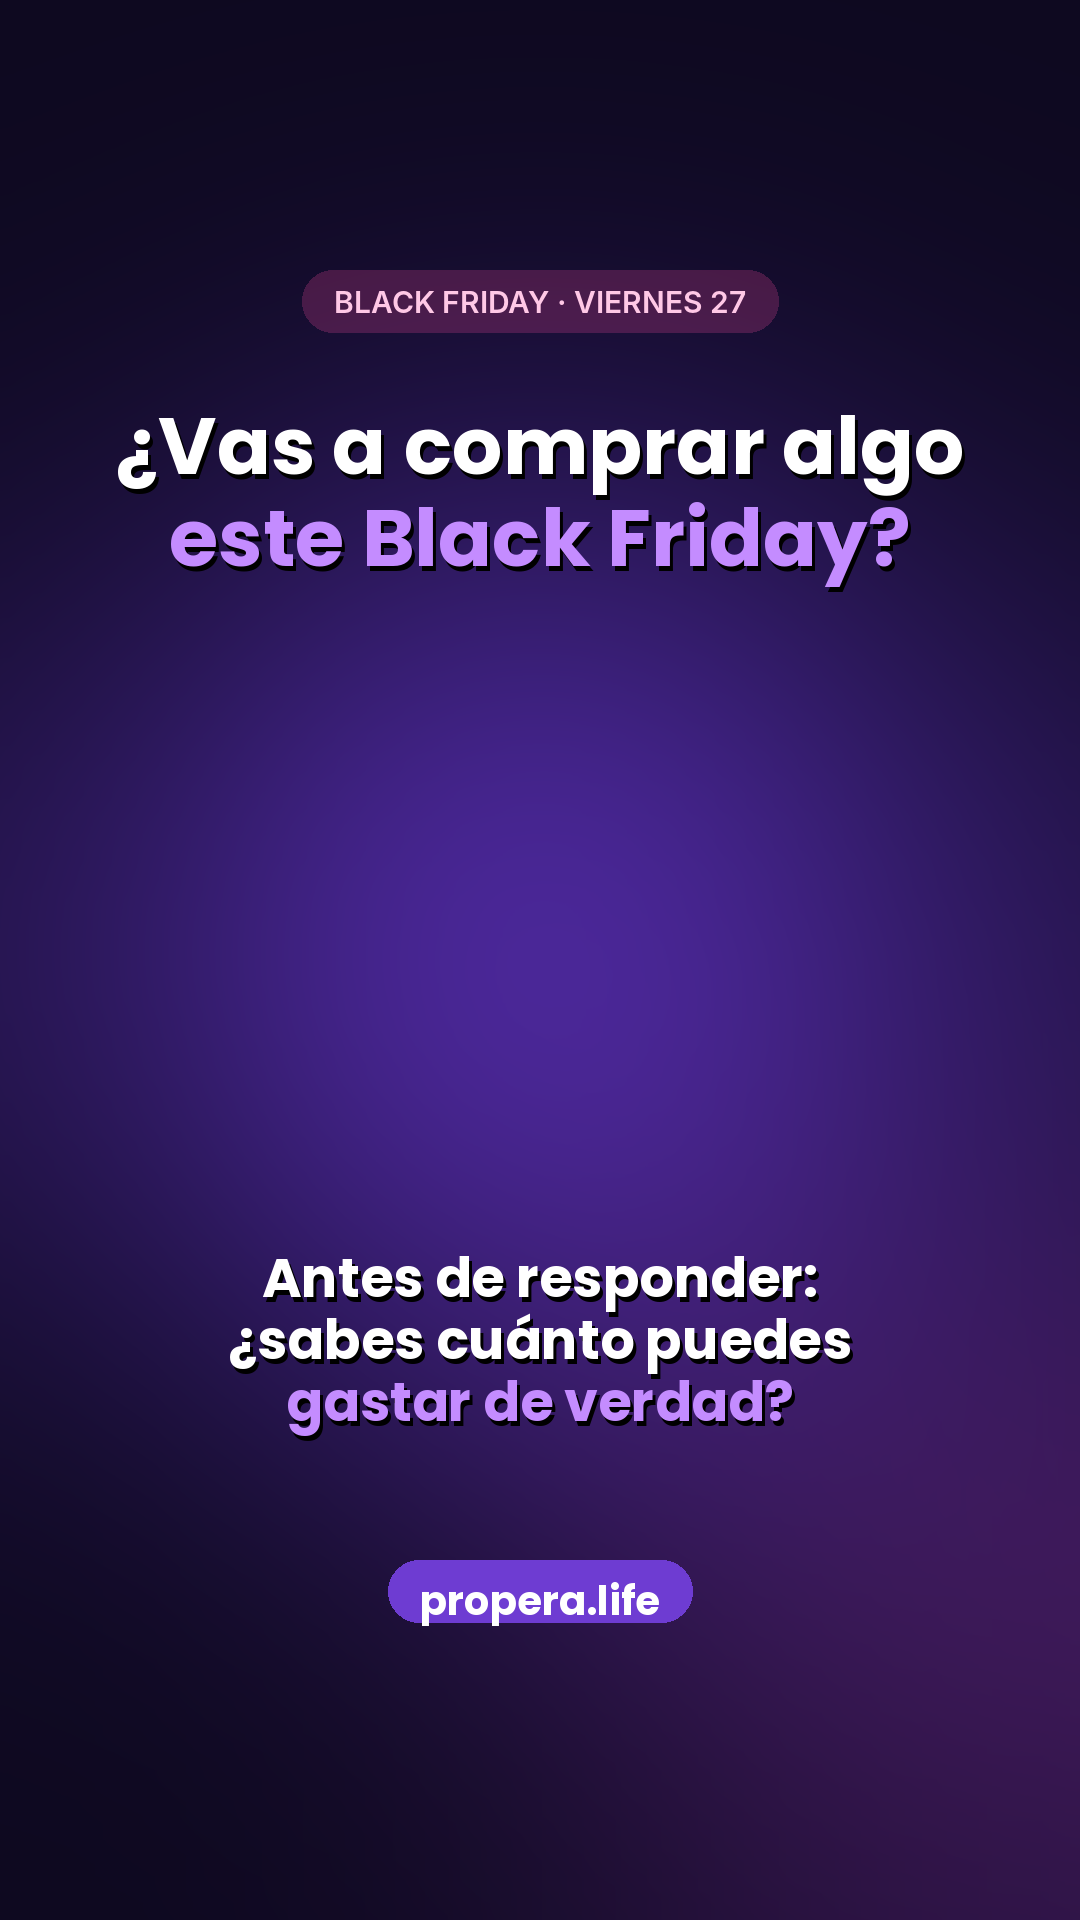 BLACK FRIDAY · VIERNES 27
¿Vas a comprar algo
este Black Friday?
Antes de responder:
¿sabes cuánto puedes
gastar de verdad?
propera.life